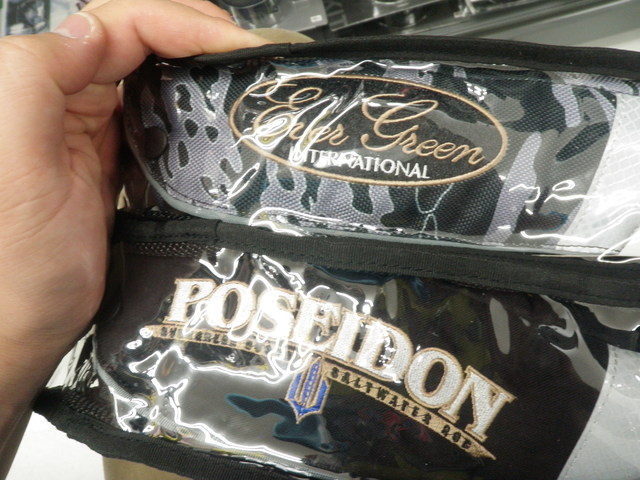 Ever Green
INTERNATIONAL
POSEIDON
SALTWATER ROD